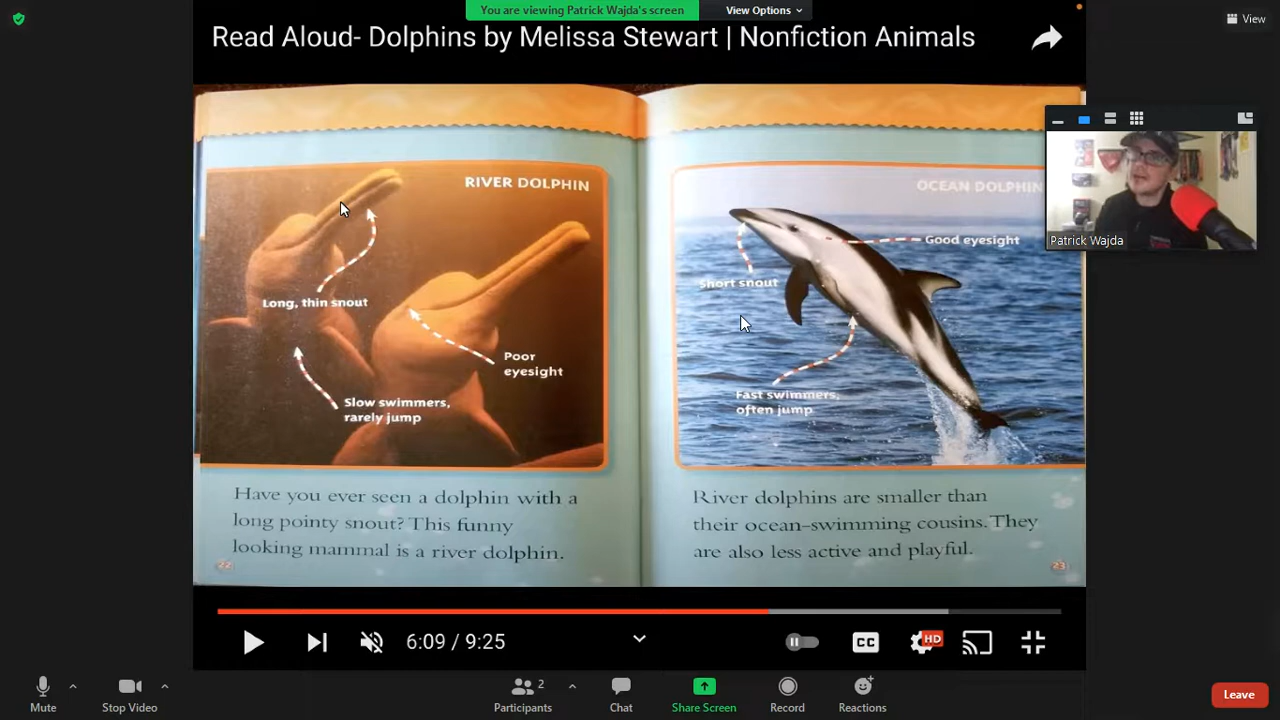 You are viewing Patrick Wajda's screen
View Options
View
Read Aloud- Dolphins by Melissa Stewart | Nonfiction Animals
RIVER DOLPHIN
Long, thin snout
Poor
eyesight
Slow swimmers,
rarely jump
Have you ever seen a dolphin with a
long pointy snout? This funny
looking mammal is a river dolphin.
22
OCEAN DOLPHIN
Good eyesight
Short snout
Fast swimmers,
often jump
River dolphins are smaller than
their ocean-swimming cousins. They
are also less active and playful.
23
Patrick Wajda
6:09 / 9:25
CC
HD
Mute
Stop Video
2
Participants
Chat
Share Screen
Record
Reactions
Leave